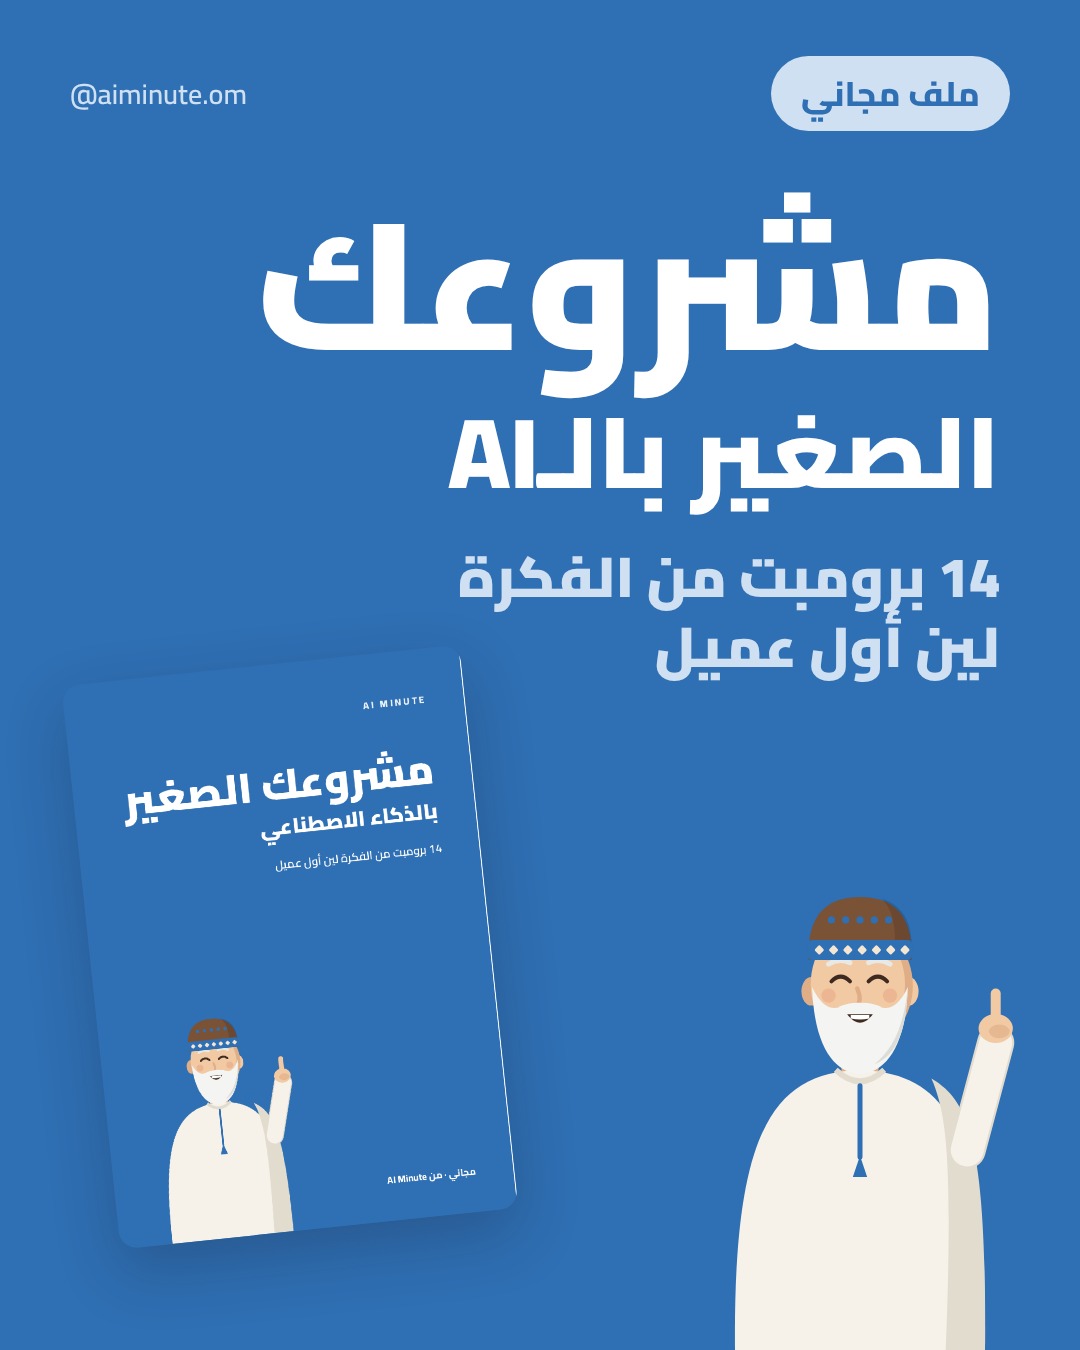 ملف مجاني
@aiminute.om
مشروعك
الصغير بالـAI
14 برومبت من الفكرة
لين أول عميل
AI MINUTE
مشروعك الصغير
بالذكاء الاصطناعي
14 برومبت من الفكرة لين أول عميل
مجاني · من AI Minute